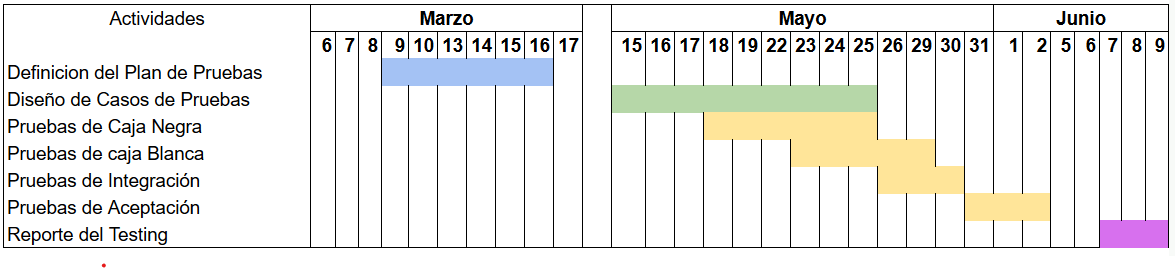 Actividades Marzo Mayo Junio
6 7 8 9 10 13 14 15 16 17 15 16 17 18 19 22 23 24 25 26 29 30 31 1 2 5 6 7 8 9
Definicion del Plan de Pruebas
Diseño de Casos de Pruebas
Pruebas de Caja Negra
Pruebas de caja Blanca
Pruebas de Integración
Pruebas de Aceptación
Reporte del Testing